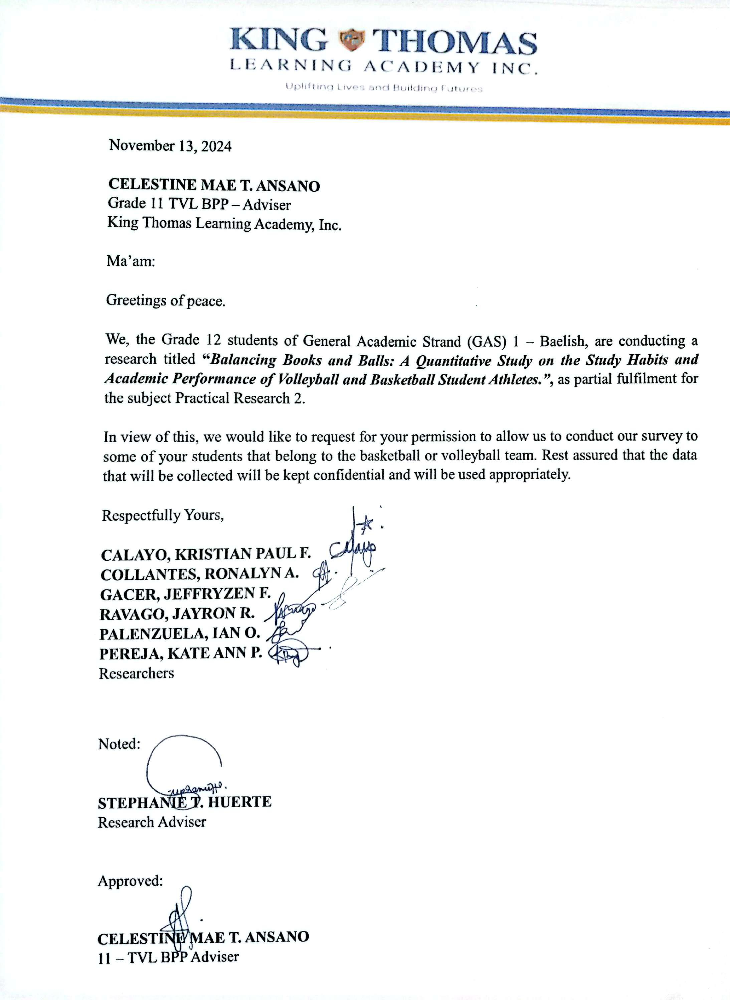 KING THOMAS
LEARNING ACADEMY INC.
Uplifting Lives and Building Futures
November 13, 2024
CELESTINE MAE T. ANSANO
Grade 11 TVL BPP – Adviser
King Thomas Learning Academy, Inc.
Ma’am:
Greetings of peace.
We, the Grade 12 students of General Academic Strand (GAS) 1 – Baelish, are conducting a
research titled “Balancing Books and Balls: A Quantitative Study on the Study Habits and
Academic Performance of Volleyball and Basketball Student Athletes.”, as partial fulfilment for
the subject Practical Research 2.
In view of this, we would like to request for your permission to allow us to conduct our survey to
some of your students that belong to the basketball or volleyball team. Rest assured that the data
that will be collected will be kept confidential and will be used appropriately.
Respectfully Yours,
CALAYO, KRISTIAN PAUL F. Calayo
COLLANTES, RONALYN A.
GACER, JEFFRYZEN F.
RAVAGO, JAYRON R.
PALENZUELA, IAN O.
PEREJA, KATE ANN P.
Researchers
Noted:
STEPHANIE T. HUERTE
Research Adviser
Approved:
CELESTINE MAE T. ANSANO
11 – TVL BPP Adviser